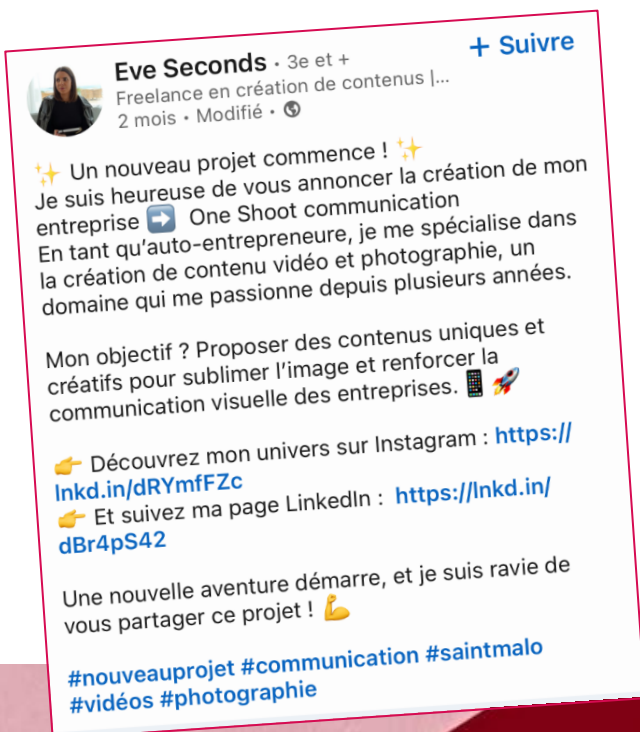 Eve Seconds · 3e et +
+ Suivre
Freelance en création de contenus |...
2 mois · Modifié ·
✨ Un nouveau projet commence ! ✨
Je suis heureuse de vous annoncer la création de mon
entreprise ➡️ One Shoot communication
En tant qu'auto-entrepreneure, je me spécialise dans
la création de contenu vidéo et photographie, un
domaine qui me passionne depuis plusieurs années.
Mon objectif ? Proposer des contenus uniques et
créatifs pour sublimer l'image et renforcer la
communication visuelle des entreprises. 📱 🚀
👉 Découvrez mon univers sur Instagram : https://
lnkd.in/dRYmfFZc
👉 Et suivez ma page LinkedIn : https://lnkd.in/
dBr4pS42
Une nouvelle aventure démarre, et je suis ravie de
vous partager ce projet ! 💪
#nouveauprojet #communication #saintmalo
#vidéos #photographie